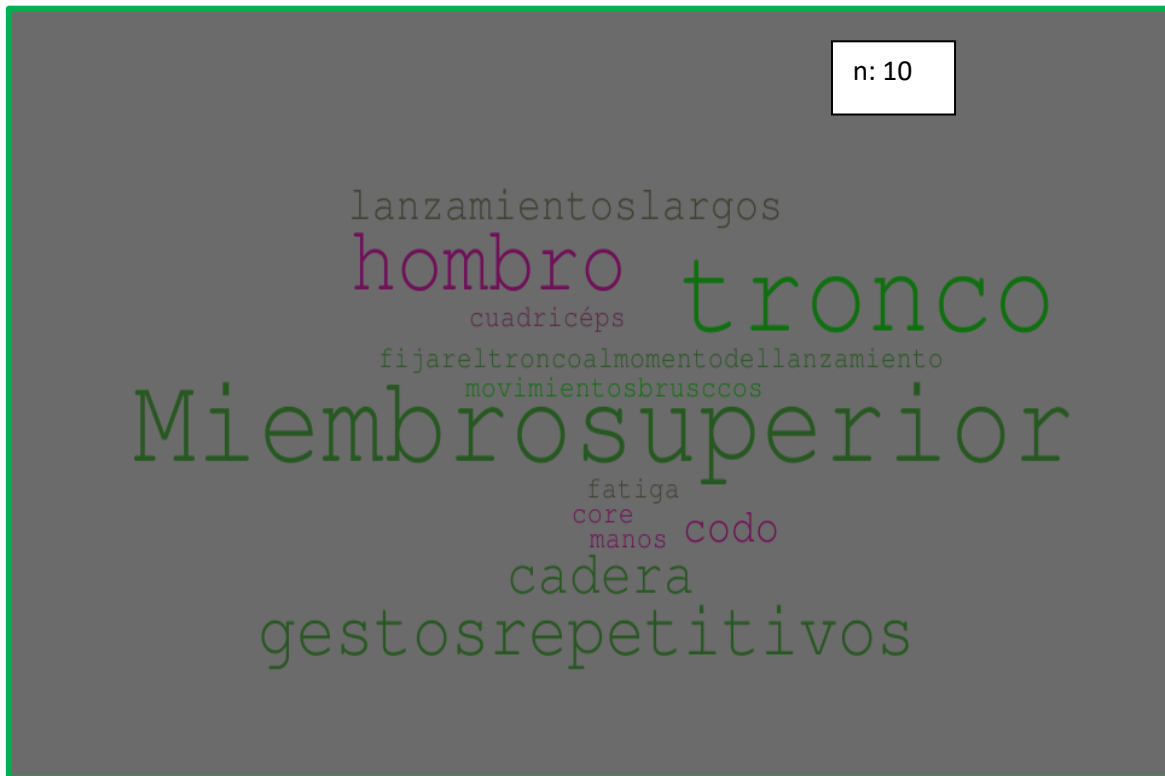 n: 10
lanzamientoslargos
hombro
tronco
cuadricéps
fijareltroncoalmomentodellanzamiento
movimientosbrusccos
Miembrosuperior
fatiga
core
codo
manos
cadera
gestosrepetitivos